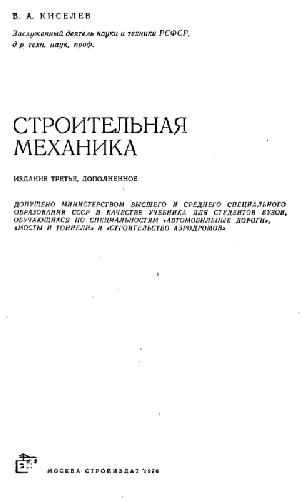 В. А. КИСЕЛЕВ
Заслуженный деятель науки и техники РСФСР,
д-р техн. наук, проф.
СТРОИТЕЛЬНАЯ
МЕХАНИКА
ИЗДАНИЕ ТРЕТЬЕ, ДОПОЛНЕННОЕ
ДОПУЩЕНО МИНИСТЕРСТВОМ ВЫСШЕГО И СРЕДНЕГО СПЕЦИАЛЬНОГО
ОБРАЗОВАНИЯ СССР В КАЧЕСТВЕ УЧЕБНИКА ДЛЯ СТУДЕНТОВ ВУЗОВ,
ОБУЧАЮЩИХСЯ ПО СПЕЦИАЛЬНОСТЯМ «АВТОМОБИЛЬНЫЕ ДОРОГИ»,
«МОСТЫ И ТОННЕЛИ» И «СТРОИТЕЛЬСТВО АЭРОДРОМОВ»
МОСКВА СТРОЙИЗДАТ 1976